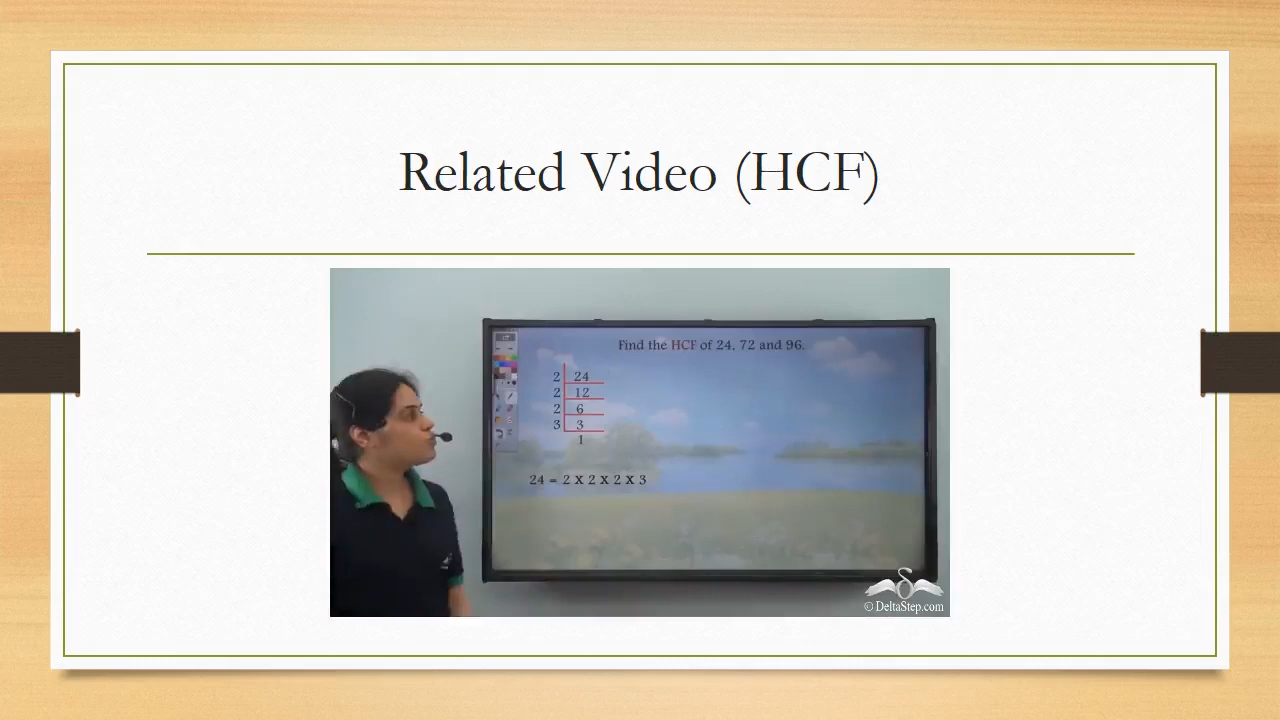 Related Video (HCF)
Find the HCF of 24, 72 and 96.
2 24
2 12
2 6
3 3
1
24 = 2 x 2 x 2 x 3
© DeltaStep.com